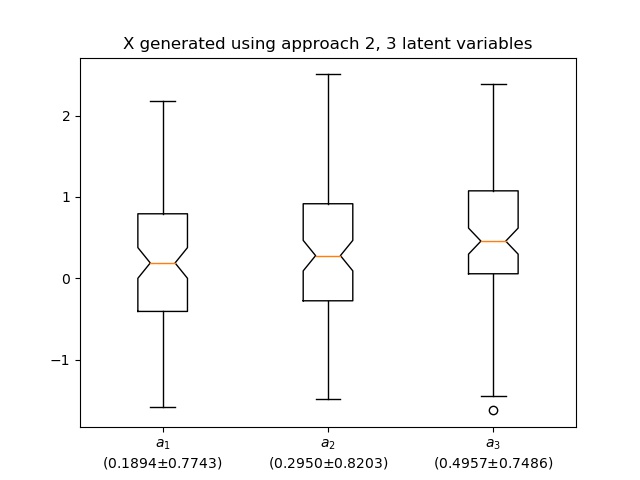 X generated using approach 2, 3 latent variables
2
1
0
−1
a₁ a₂ a₃
(0.1894±0.7743) (0.2950±0.8203) (0.4957±0.7486)